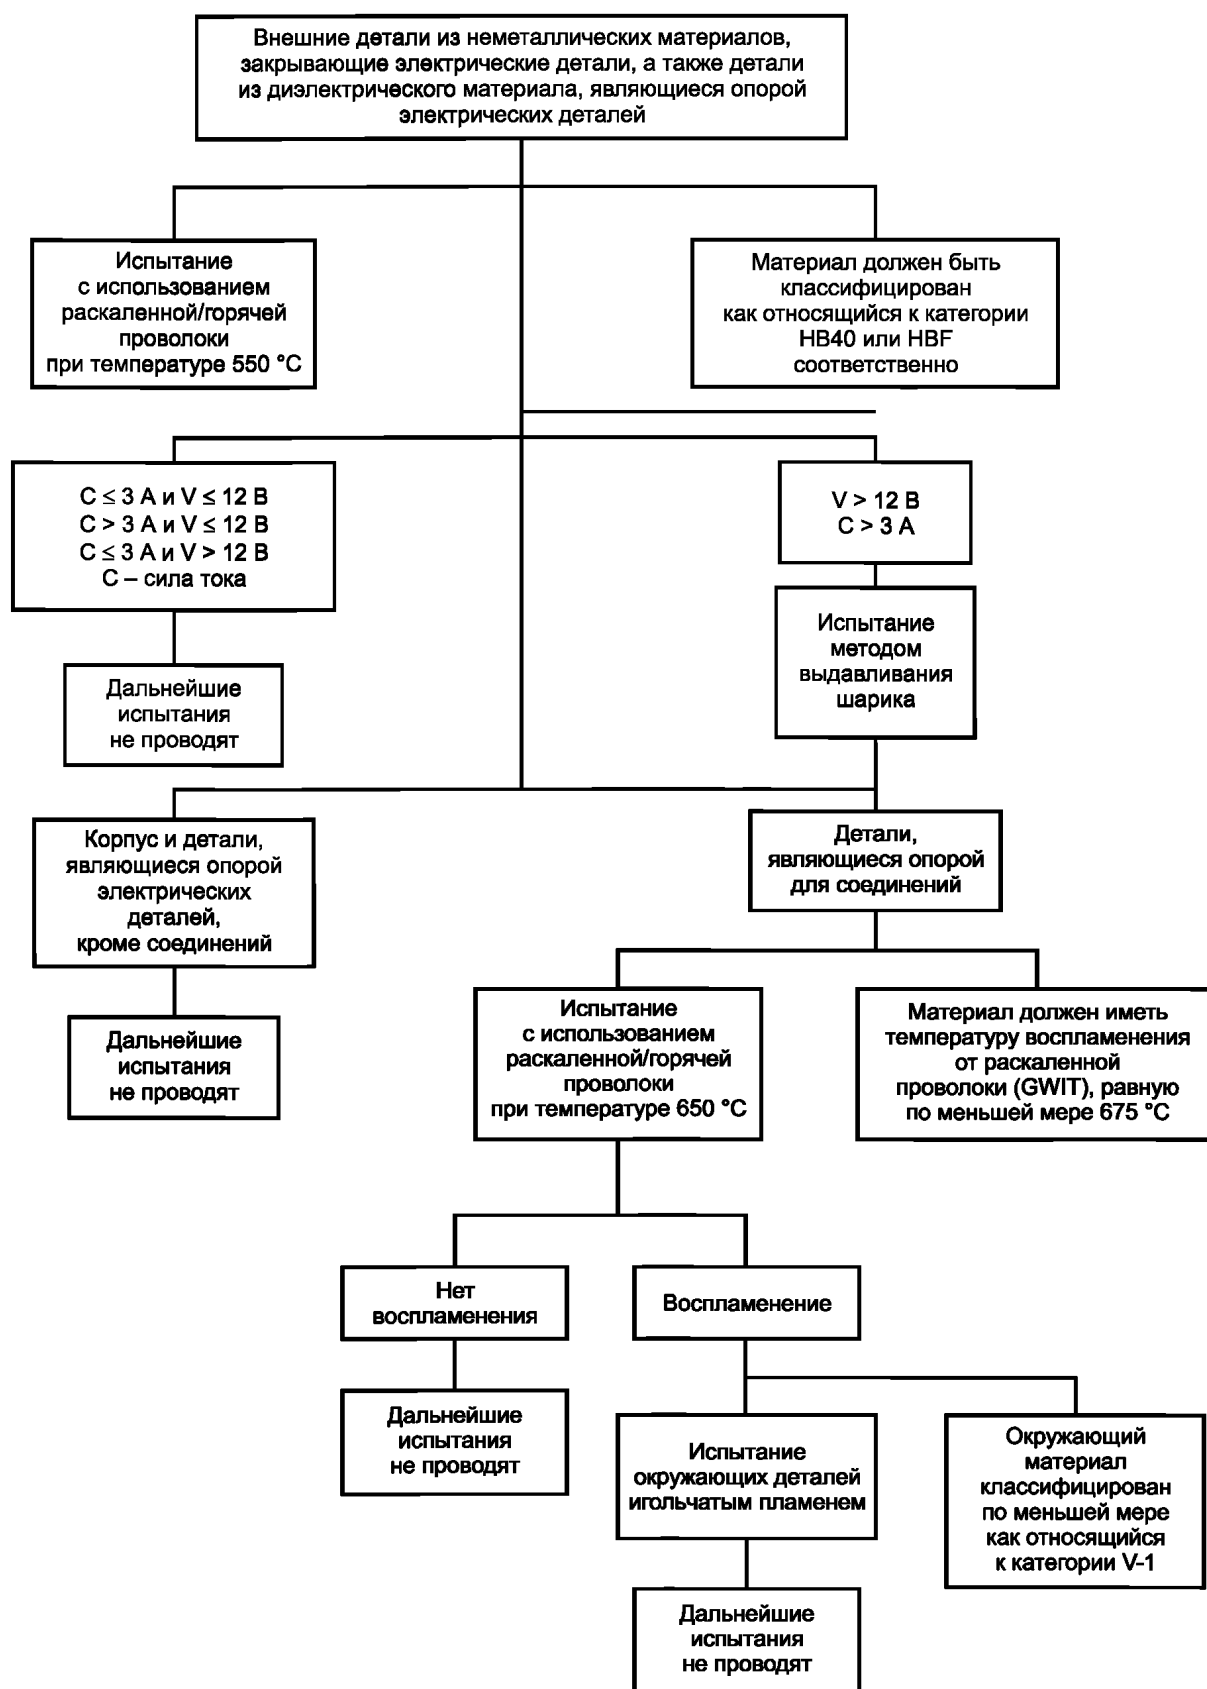 Внешние детали из неметаллических материалов,
закрывающие электрические детали, а также детали
из диэлектрического материала, являющиеся опорой
электрических деталей
Испытание
с использованием
раскаленной/горячей
проволоки
при температуре 550 °C
Материал должен быть
классифицирован
как относящийся к категории
HB40 или HBF
соответственно
C ≤ 3 А и V ≤ 12 В
C > 3 А и V ≤ 12 В
C ≤ 3 А и V > 12 В
C – сила тока
V > 12 В
C > 3 А
Дальнейшие
испытания
не проводят
Испытание
методом
выдавливания
шарика
Корпус и детали,
являющиеся опорой
электрических
деталей,
кроме соединений
Детали,
являющиеся опорой
для соединений
Дальнейшие
испытания
не проводят
Испытание
с использованием
раскаленной/горячей
проволоки
при температуре 650 °C
Материал должен иметь
температуру воспламенения
от раскаленной
проволоки (GWIT), равную
по меньшей мере 675 °C
Нет
воспламенения
Воспламенение
Дальнейшие
испытания
не проводят
Испытание
окружающих деталей
игольчатым пламенем
Окружающий
материал
классифицирован
по меньшей мере
как относящийся
к категории V-1
Дальнейшие
испытания
не проводят